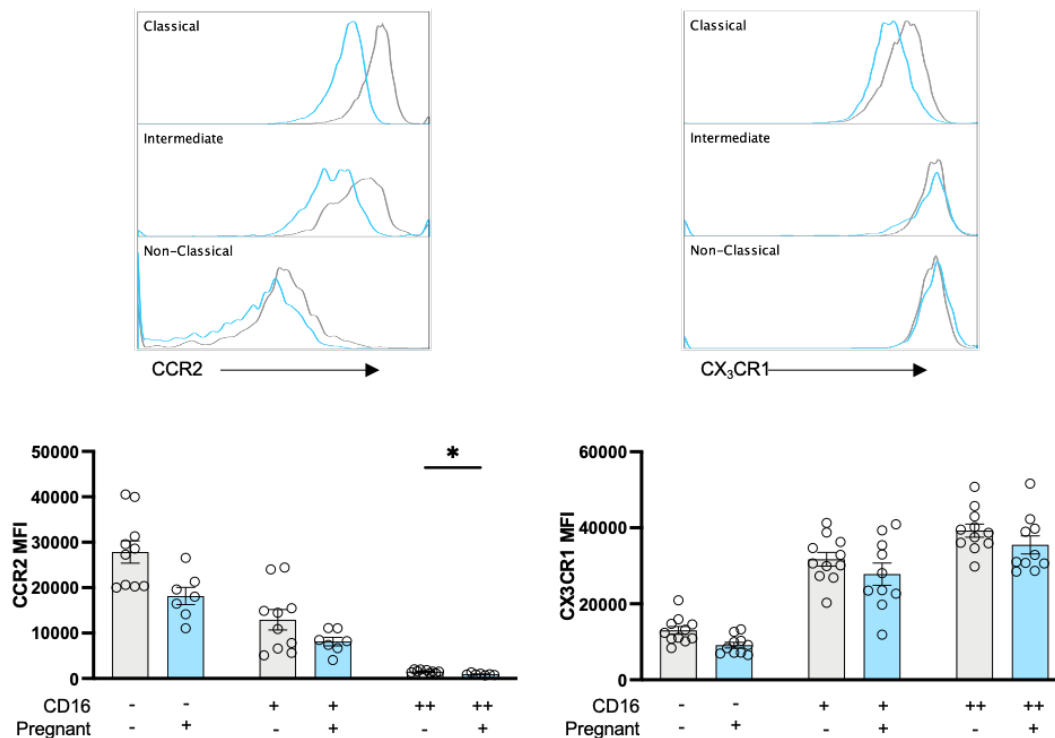 Classical
Intermediate
Non-Classical
CCR2
Classical
Intermediate
Non-Classical
CX₃CR1
50000
40000
30000
20000
10000
0
CCR2 MFI
*
CD16 - - + + ++ ++
Pregnant - + - + - +
60000
40000
20000
0
CX3CR1 MFI
CD16 - - + + ++ ++
Pregnant - + - + - +